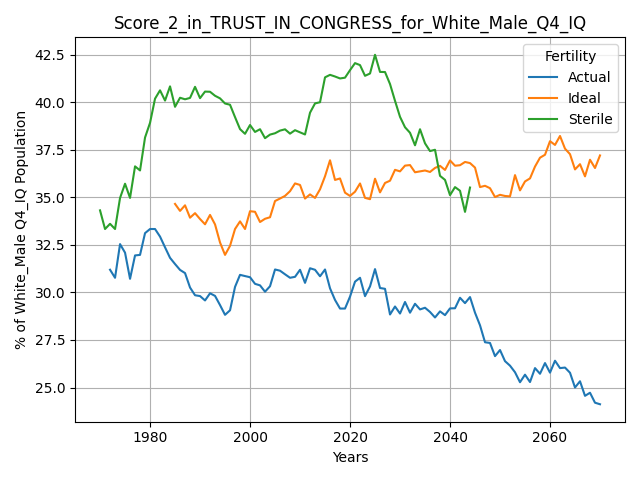 Score_2_in_TRUST_IN_CONGRESS_for_White_Male_Q4_IQ
% of White_Male Q4_IQ Population
42.5
40.0
37.5
35.0
32.5
30.0
27.5
25.0
Fertility
Actual
Ideal
Sterile
1980
2000
2020
2040
2060
Years